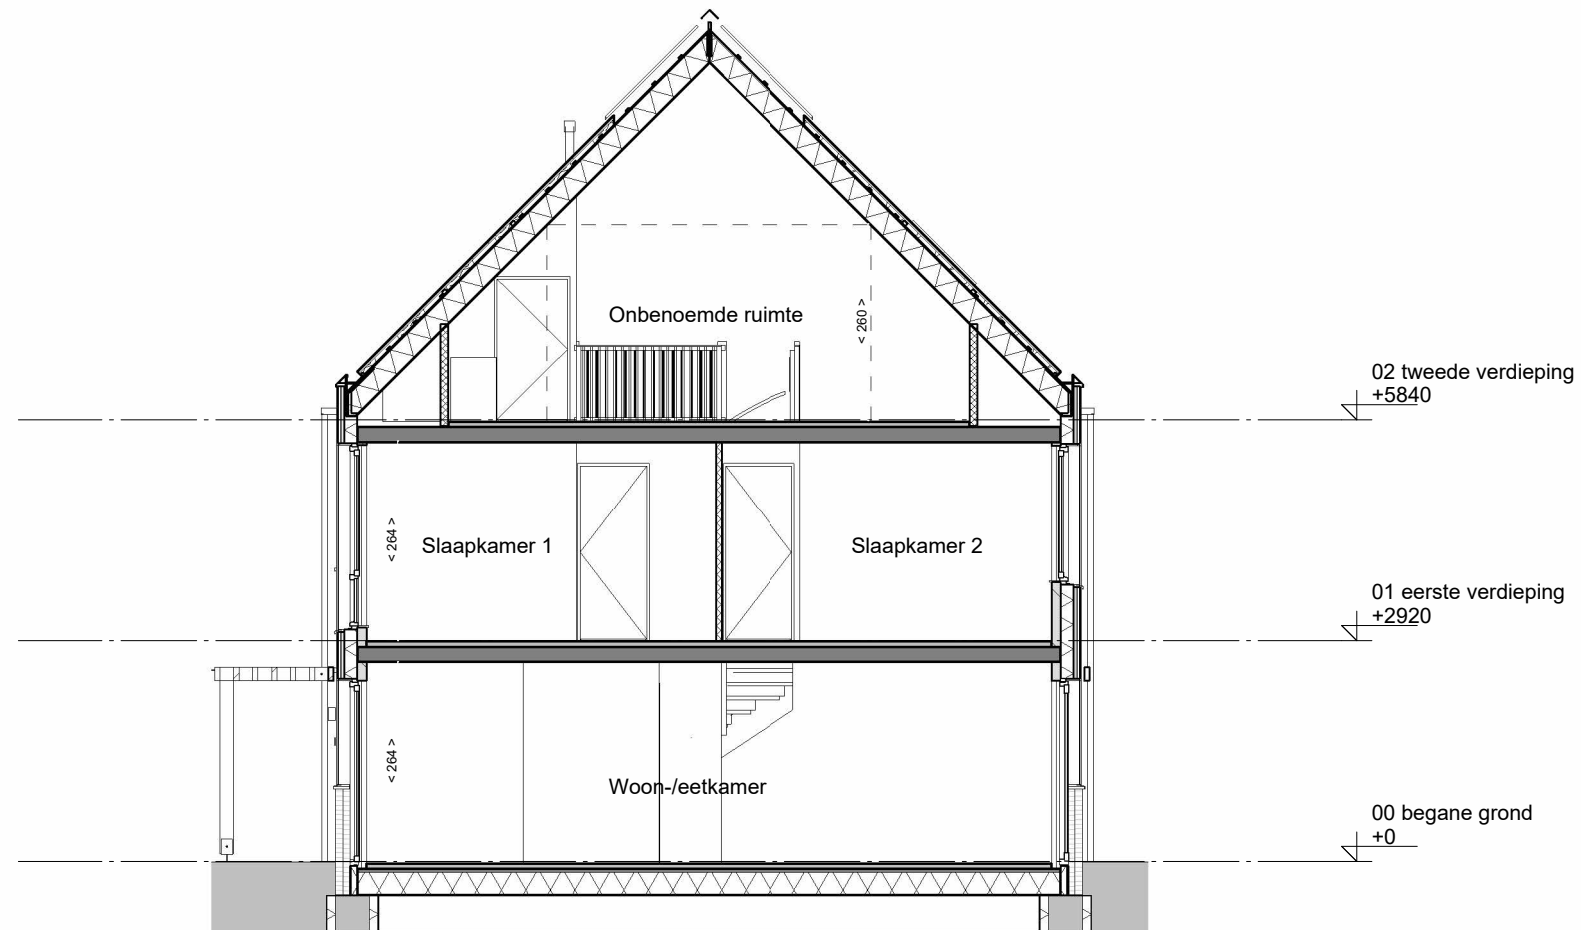 Onbenoemde ruimte
< 260 >
02 tweede verdieping
+5840
< 264 >
Slaapkamer 1
Slaapkamer 2
01 eerste verdieping
+2920
< 264 >
Woon-/eetkamer
00 begane grond
+0